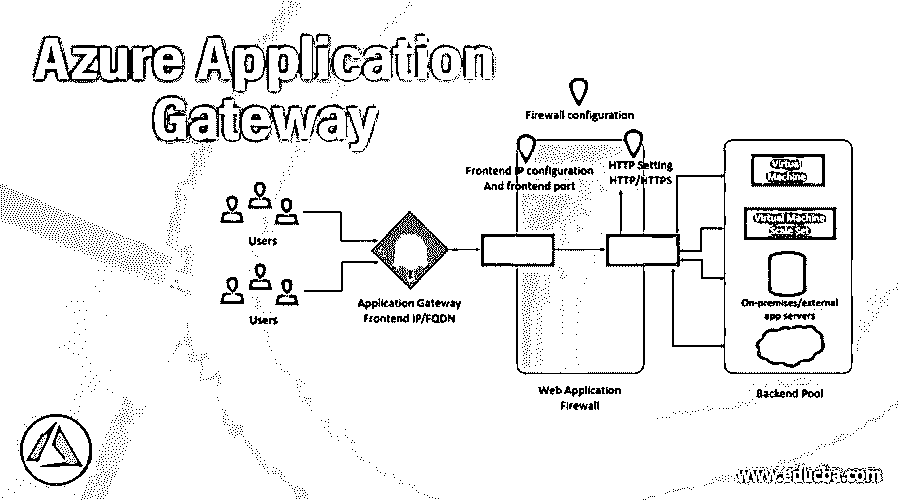 Azure Application
Gateway
Firewall configuration
Frontend IP configuration
And frontend port
HTTP Setting
HTTP/HTTPS
Users
Users
Application Gateway
Frontend IP/FQDN
Web Application
Firewall
Virtual
Machine
Virtual Machine
Scale Set
On-premises/external
app servers
Backend Pool
www.educba.com